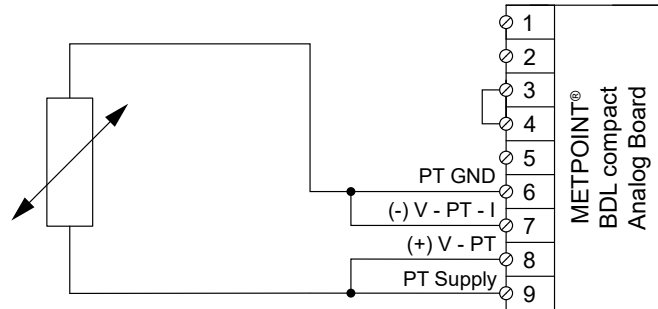 1
2
3
4
5
PT GND 6
(-) V - PT - I 7
(+) V - PT 8
PT Supply 9
METPOINT®
BDL compact
Analog Board